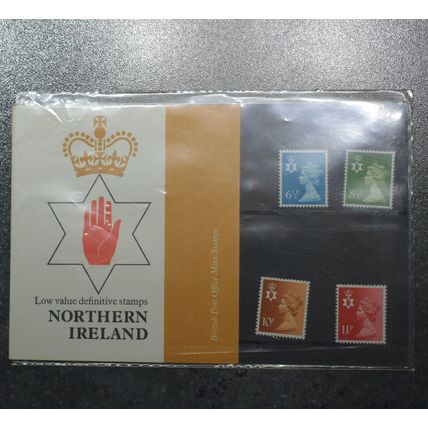 Low value definitive stamps
NORTHERN
IRELAND
British Post Office Mint Stamps
6½P
8½P
10P
11P